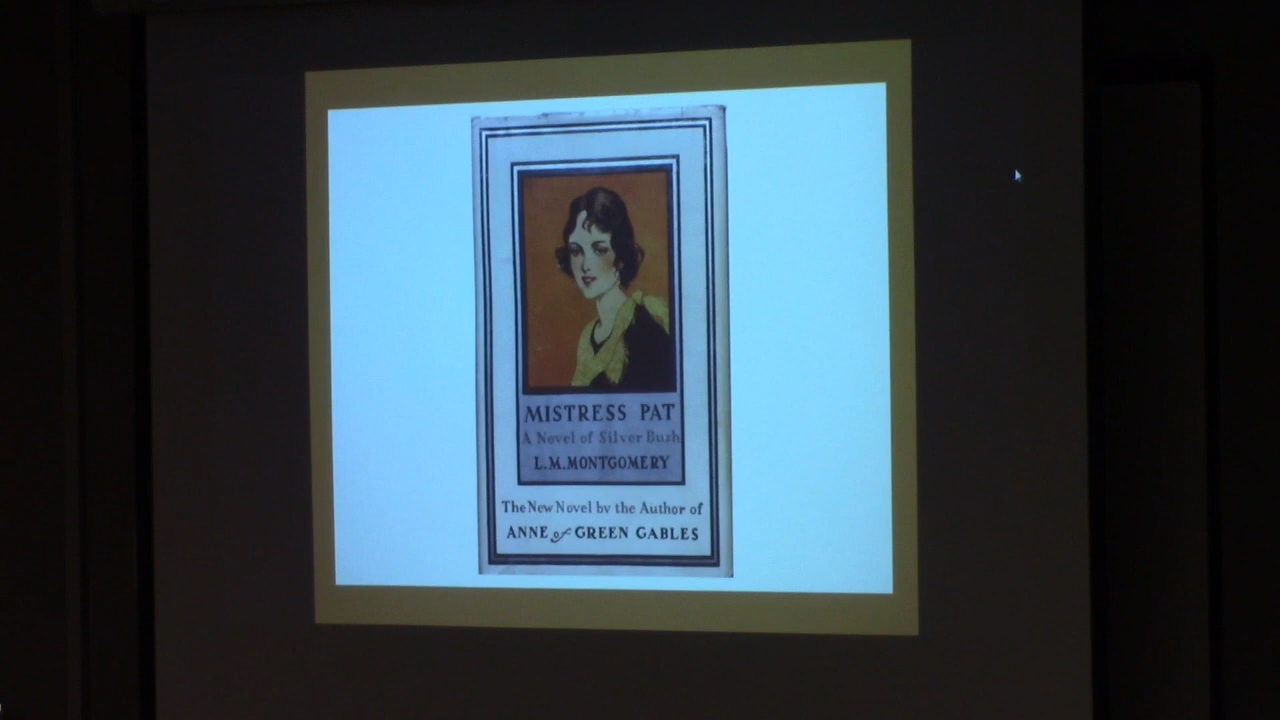 MISTRESS PAT
A Novel of Silver Bush
L.M.MONTGOMERY
The New Novel by the Author of
ANNE of GREEN GABLES